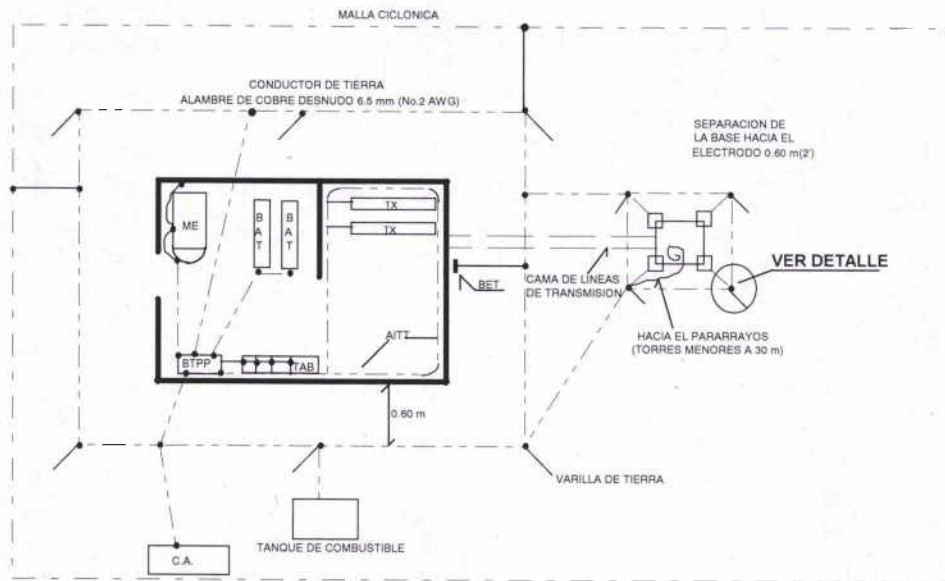 MALLA CICLONICA
CONDUCTOR DE TIERRA
ALAMBRE DE COBRE DESNUDO 6.5 mm (No.2 AWG)
SEPARACION DE
LA BASE HACIA EL
ELECTRODO 0.60 m(2')
ME
BAT
BAT
TX
TX
VER DETALLE
BET
CAMA DE LINEAS
DE TRANSMISION
HACIA EL PARARRAYOS
(TORRES MENORES A 30 m)
AITT
BTPP
TAB
0.60 m
VARILLA DE TIERRA
TANQUE DE COMBUSTIBLE
C.A.